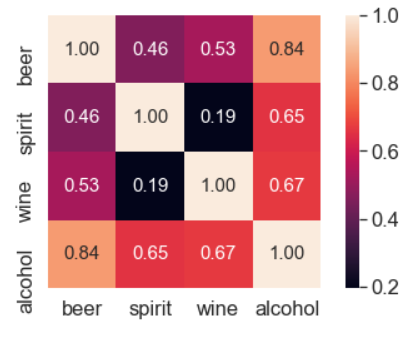 beer 1.00 0.46 0.53 0.84
spirit 0.46 1.00 0.19 0.65
wine 0.53 0.19 1.00 0.67
alcohol 0.84 0.65 0.67 1.00
beer spirit wine alcohol
1.0
0.8
0.6
0.4
0.2